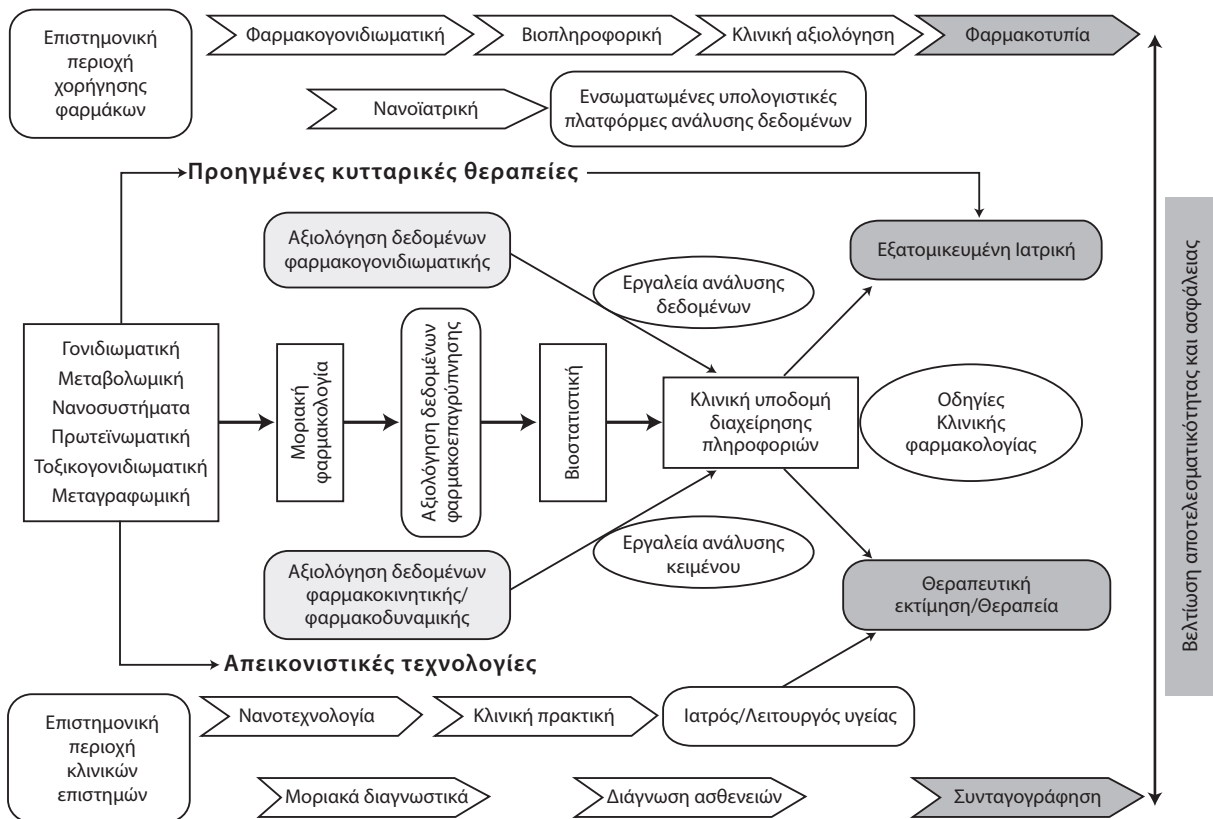 Επιστημονική
περιοχή
χορήγησης
φαρμάκων
Φαρμακογονιδιωματική
Βιοπληροφορική
Κλινική αξιολόγηση
Φαρμακοτυπία
Νανοϊατρική
Ενσωματωμένες υπολογιστικές
πλατφόρμες ανάλυσης δεδομένων
Προηγμένες κυτταρικές θεραπείες
Αξιολόγηση δεδομένων
φαρμακογονιδιωματικής
Εργαλεία ανάλυσης
δεδομένων
Εξατομικευμένη Ιατρική
Γονιδιωματική
Μεταβολωμική
Νανοσυστήματα
Πρωτεϊνωματική
Τοξικογονιδιωματική
Μεταγραφωμική
Μοριακή
φαρμακολογία
Αξιολόγηση δεδομένων
φαρμακοεπαγρύπνησης
Βιοστατιστική
Κλινική υποδομή
διαχείρησης
πληροφοριών
Οδηγίες
Κλινικής
φαρμακολογίας
Αξιολόγηση δεδομένων
φαρμακοκινητικής/
φαρμακοδυναμικής
Εργαλεία ανάλυσης
κειμένου
Θεραπευτική
εκτίμηση/Θεραπεία
Απεικονιστικές τεχνολογίες
Επιστημονική
περιοχή
κλινικών
επιστημών
Νανοτεχνολογία
Κλινική πρακτική
Ιατρός/Λειτουργός υγείας
Μοριακά διαγνωστικά
Διάγνωση ασθενειών
Συνταγογράφηση
Βελτίωση αποτελεσματικότητας και ασφάλειας